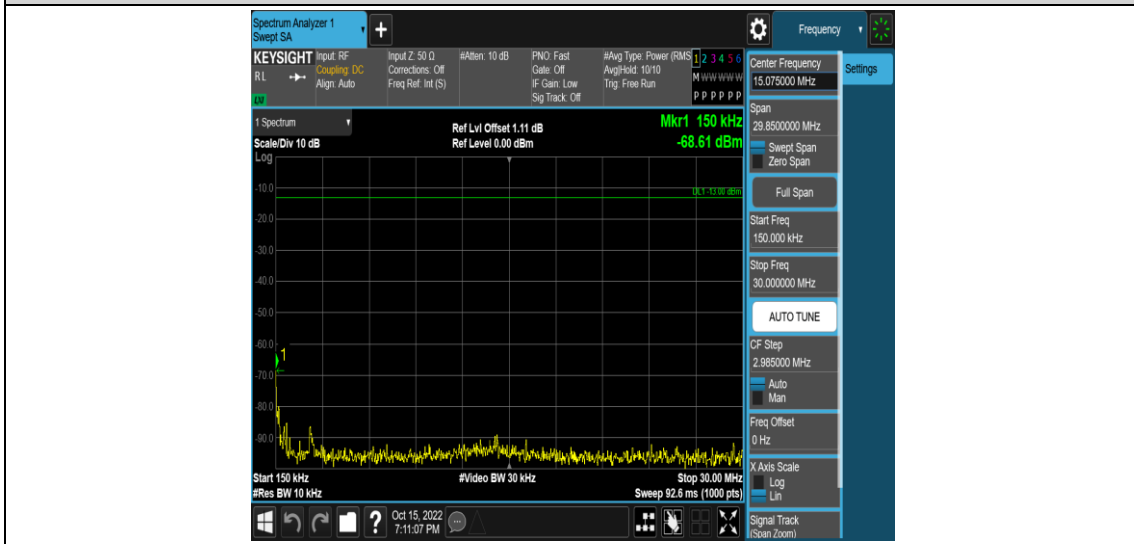 Spectrum Analyzer 1
Swept SA
+
Frequency
KEYSIGHT
Input: RF
Input Z: 50 Ω
#Atten: 10 dB
PNO: Fast
#Avg Type: Power (RMS
1 2 3 4 5 6
RL
Coupling: DC
Corrections: Off
Gate: Off
Avg|Hold: 10/10
M W W W W W
Align: Auto
Freq Ref: Int (S)
IF Gain: Low
Trig: Free Run
Sig Track: Off
P P P P P P
LXI
1 Spectrum
Ref Lvl Offset 1.11 dB
Mkr1 150 kHz
Scale/Div 10 dB
Ref Level 0.00 dBm
-68.61 dBm
Log
DL1 -13.00 dBm
-10.0
-20.0
-30.0
-40.0
-50.0
-60.0
1
-70.0
-80.0
-90.0
Start 150 kHz
#Video BW 30 kHz
Stop 30.00 MHz
#Res BW 10 kHz
Sweep 92.6 ms (1000 pts)
Center Frequency
15.075000 MHz
Settings
Span
29.8500000 MHz
Swept Span
Zero Span
Full Span
Start Freq
150.000 kHz
Stop Freq
30.000000 MHz
AUTO TUNE
CF Step
2.985000 MHz
Auto
Man
Freq Offset
0 Hz
X Axis Scale
Log
Lin
Signal Track
(Span Zoom)
?
Oct 15, 2022
7:11:07 PM